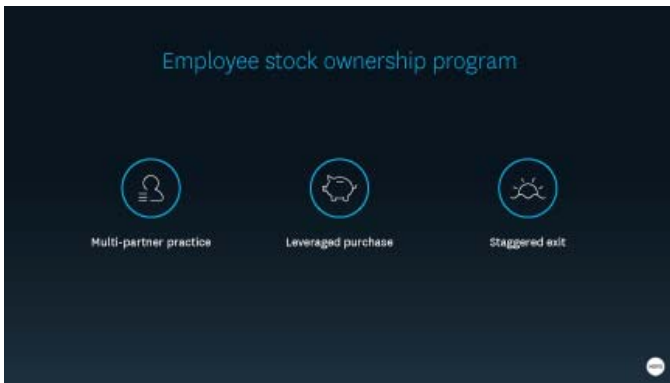 Employee stock ownership program
Multi-partner practice
Leveraged purchase
Staggered exit